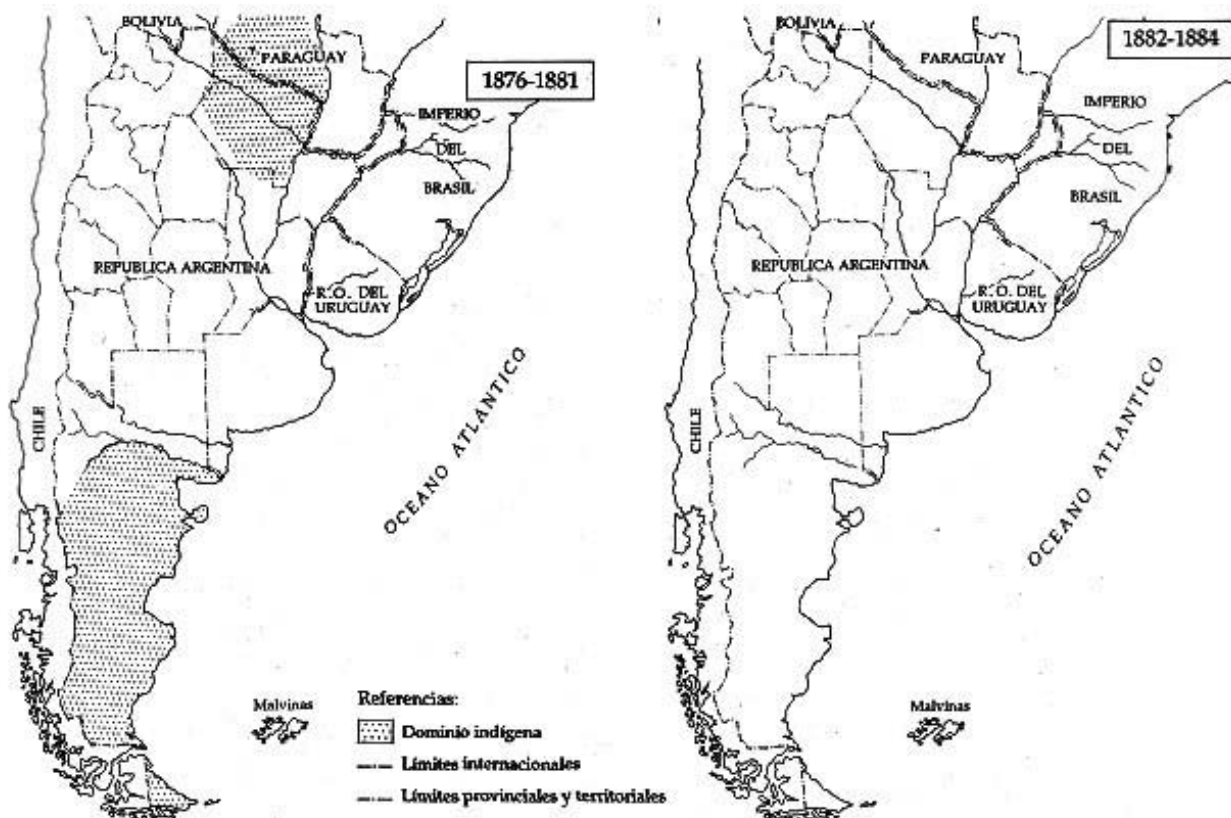 BOLIVIA
PARAGUAY
1876-1881
IMPERIO
DEL
BRASIL
REPUBLICA ARGENTINA
R.O. DEL
URUGUAY
CHILE
OCEANO ATLANTICO
Malvinas
Referencias:
Dominio indígena
Límites internacionales
Límites provinciales y territoriales
BOLIVIA
PARAGUAY
1882-1884
IMPERIO
DEL
BRASIL
REPUBLICA ARGENTINA
R.O. DEL
URUGUAY
CHILE
OCEANO ATLANTICO
Malvinas